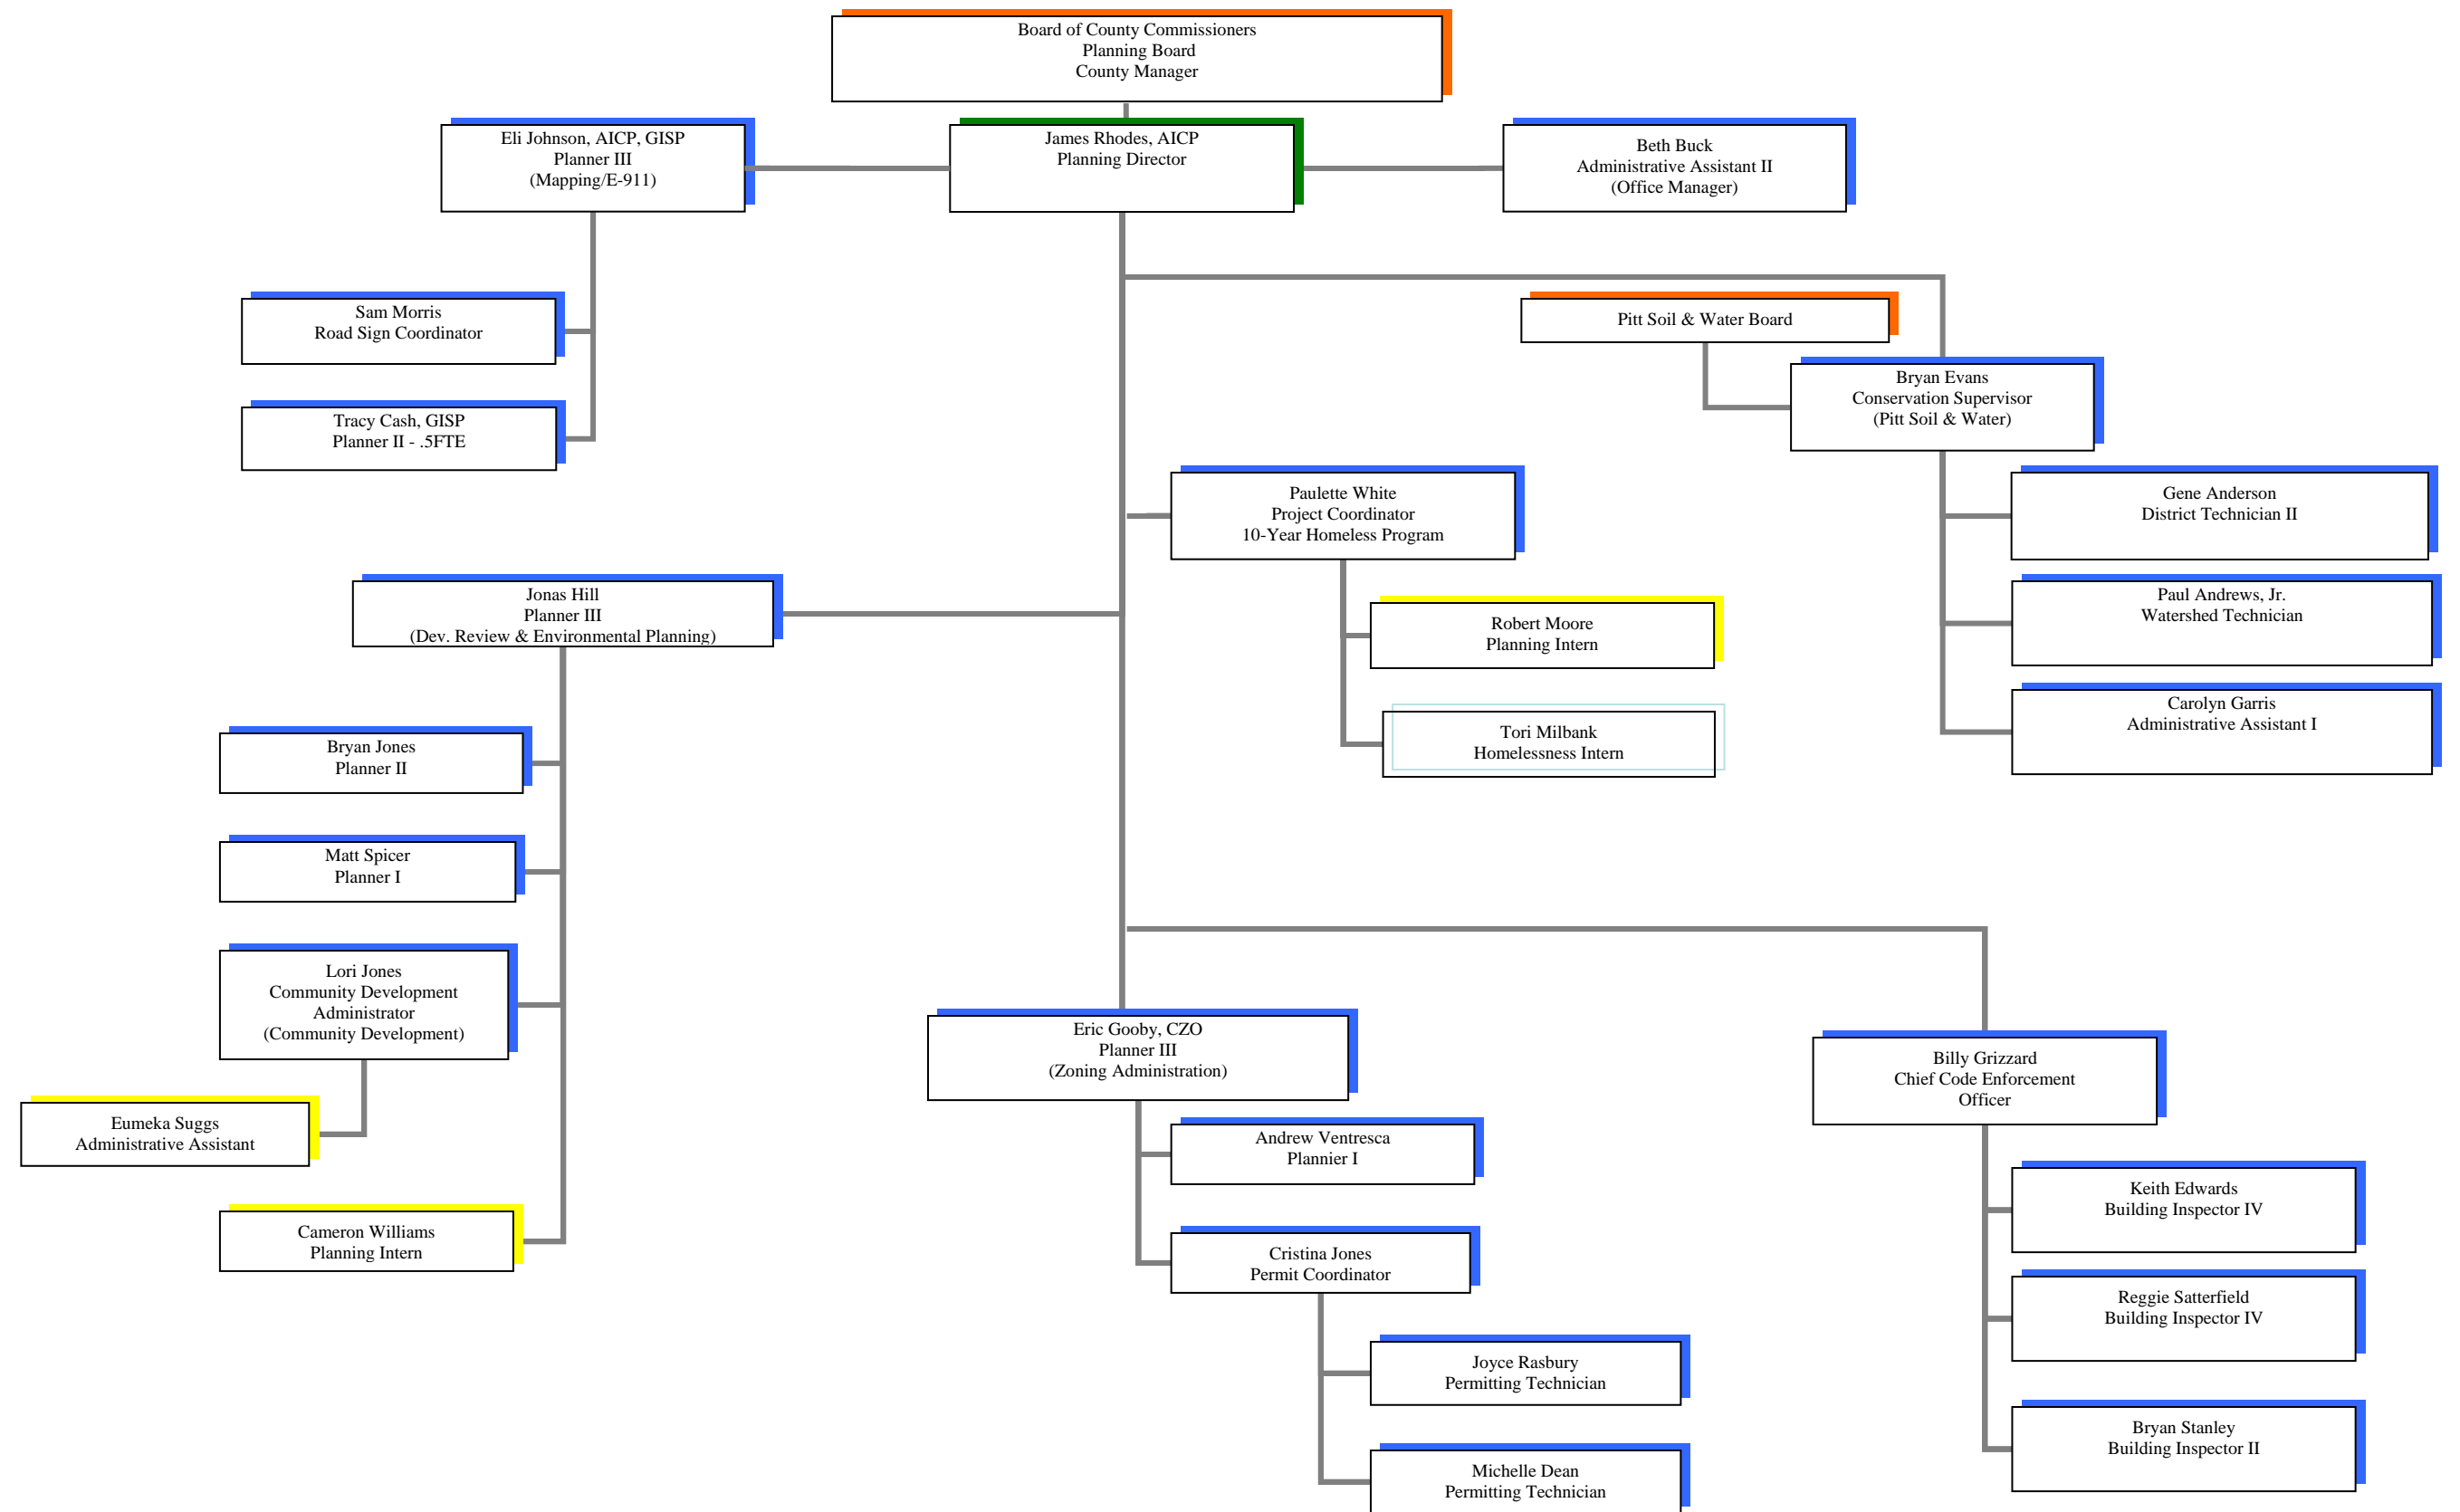 Board of County Commissioners
Planning Board
County Manager
Eli Johnson, AICP, GISP
Planner III
(Mapping/E-911)
James Rhodes, AICP
Planning Director
Beth Buck
Administrative Assistant II
(Office Manager)
Sam Morris
Road Sign Coordinator
Tracy Cash, GISP
Planner II - .5FTE
Pitt Soil & Water Board
Bryan Evans
Conservation Supervisor
(Pitt Soil & Water)
Gene Anderson
District Technician II
Paul Andrews, Jr.
Watershed Technician
Carolyn Garris
Administrative Assistant I
Paulette White
Project Coordinator
10-Year Homeless Program
Robert Moore
Planning Intern
Tori Milbank
Homelessness Intern
Jonas Hill
Planner III
(Dev. Review & Environmental Planning)
Bryan Jones
Planner II
Matt Spicer
Planner I
Lori Jones
Community Development
Administrator
(Community Development)
Eumeka Suggs
Administrative Assistant
Cameron Williams
Planning Intern
Eric Gooby, CZO
Planner III
(Zoning Administration)
Andrew Ventresca
Plannier I
Cristina Jones
Permit Coordinator
Joyce Rasbury
Permitting Technician
Michelle Dean
Permitting Technician
Billy Grizzard
Chief Code Enforcement
Officer
Keith Edwards
Building Inspector IV
Reggie Satterfield
Building Inspector IV
Bryan Stanley
Building Inspector II